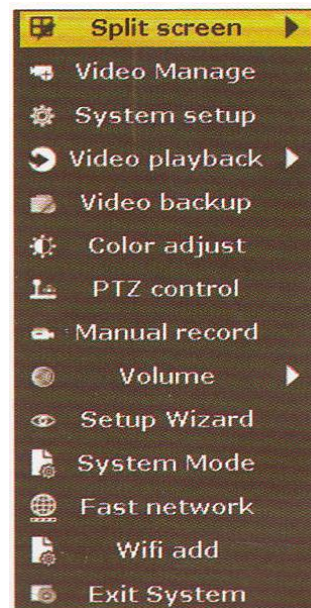 Split screen
Video Manage
System setup
Video playback
Video backup
Color adjust
PTZ control
Manual record
Volume
Setup Wizard
System Mode
Fast network
Wifi add
Exit System